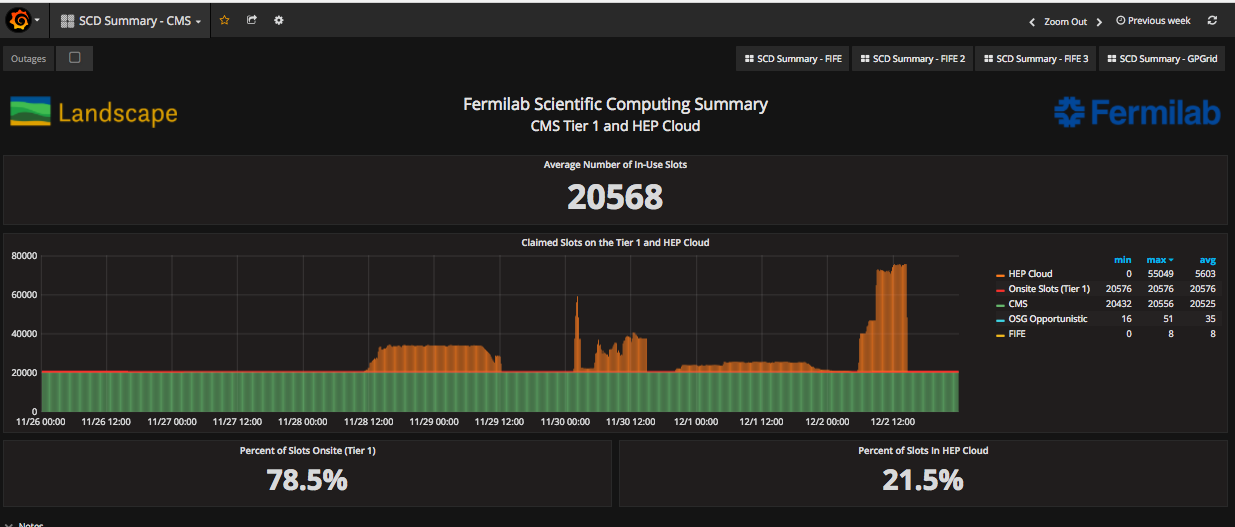 SCD Summary - CMS
Zoom Out
Previous week
Outages
SCD Summary - FIFE
SCD Summary - FIFE 2
SCD Summary - FIFE 3
SCD Summary - GPGrid
Landscape
Fermilab Scientific Computing Summary
CMS Tier 1 and HEP Cloud
Fermilab
Average Number of In-Use Slots
20568
Claimed Slots on the Tier 1 and HEP Cloud
80000
60000
40000
20000
0
11/26 00:00 11/26 12:00 11/27 00:00 11/27 12:00 11/28 00:00 11/28 12:00 11/29 00:00 11/29 12:00 11/30 00:00 11/30 12:00 12/1 00:00 12/1 12:00 12/2 00:00 12/2 12:00
min max avg
HEP Cloud 0 55049 5603
Onsite Slots (Tier 1) 20576 20576 20576
CMS 20432 20556 20525
OSG Opportunistic 16 51 35
FIFE 0 8 8
Percent of Slots Onsite (Tier 1)
78.5%
Percent of Slots In HEP Cloud
21.5%
Notes